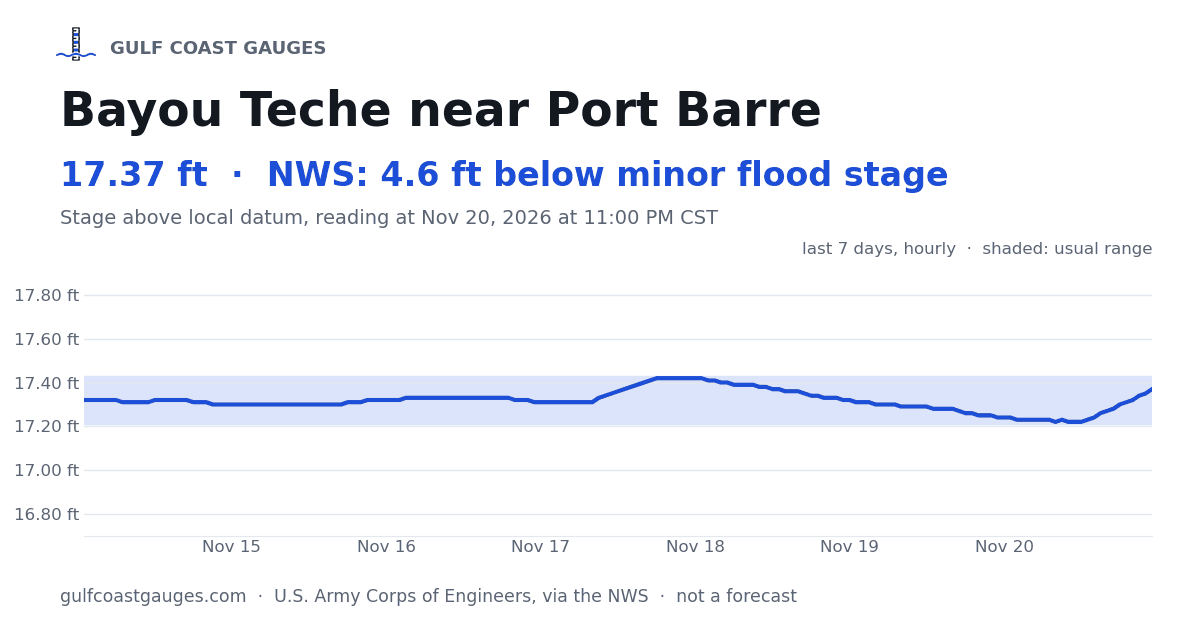 GULF COAST GAUGES
Bayou Teche near Port Barre
17.37 ft · NWS: 4.6 ft below minor flood stage
Stage above local datum, reading at Nov 20, 2026 at 11:00 PM CST
last 7 days, hourly · shaded: usual range
17.80 ft
17.60 ft
17.40 ft
17.20 ft
17.00 ft
16.80 ft
Nov 15 Nov 16 Nov 17 Nov 18 Nov 19 Nov 20
gulfcoastgauges.com · U.S. Army Corps of Engineers, via the NWS · not a forecast